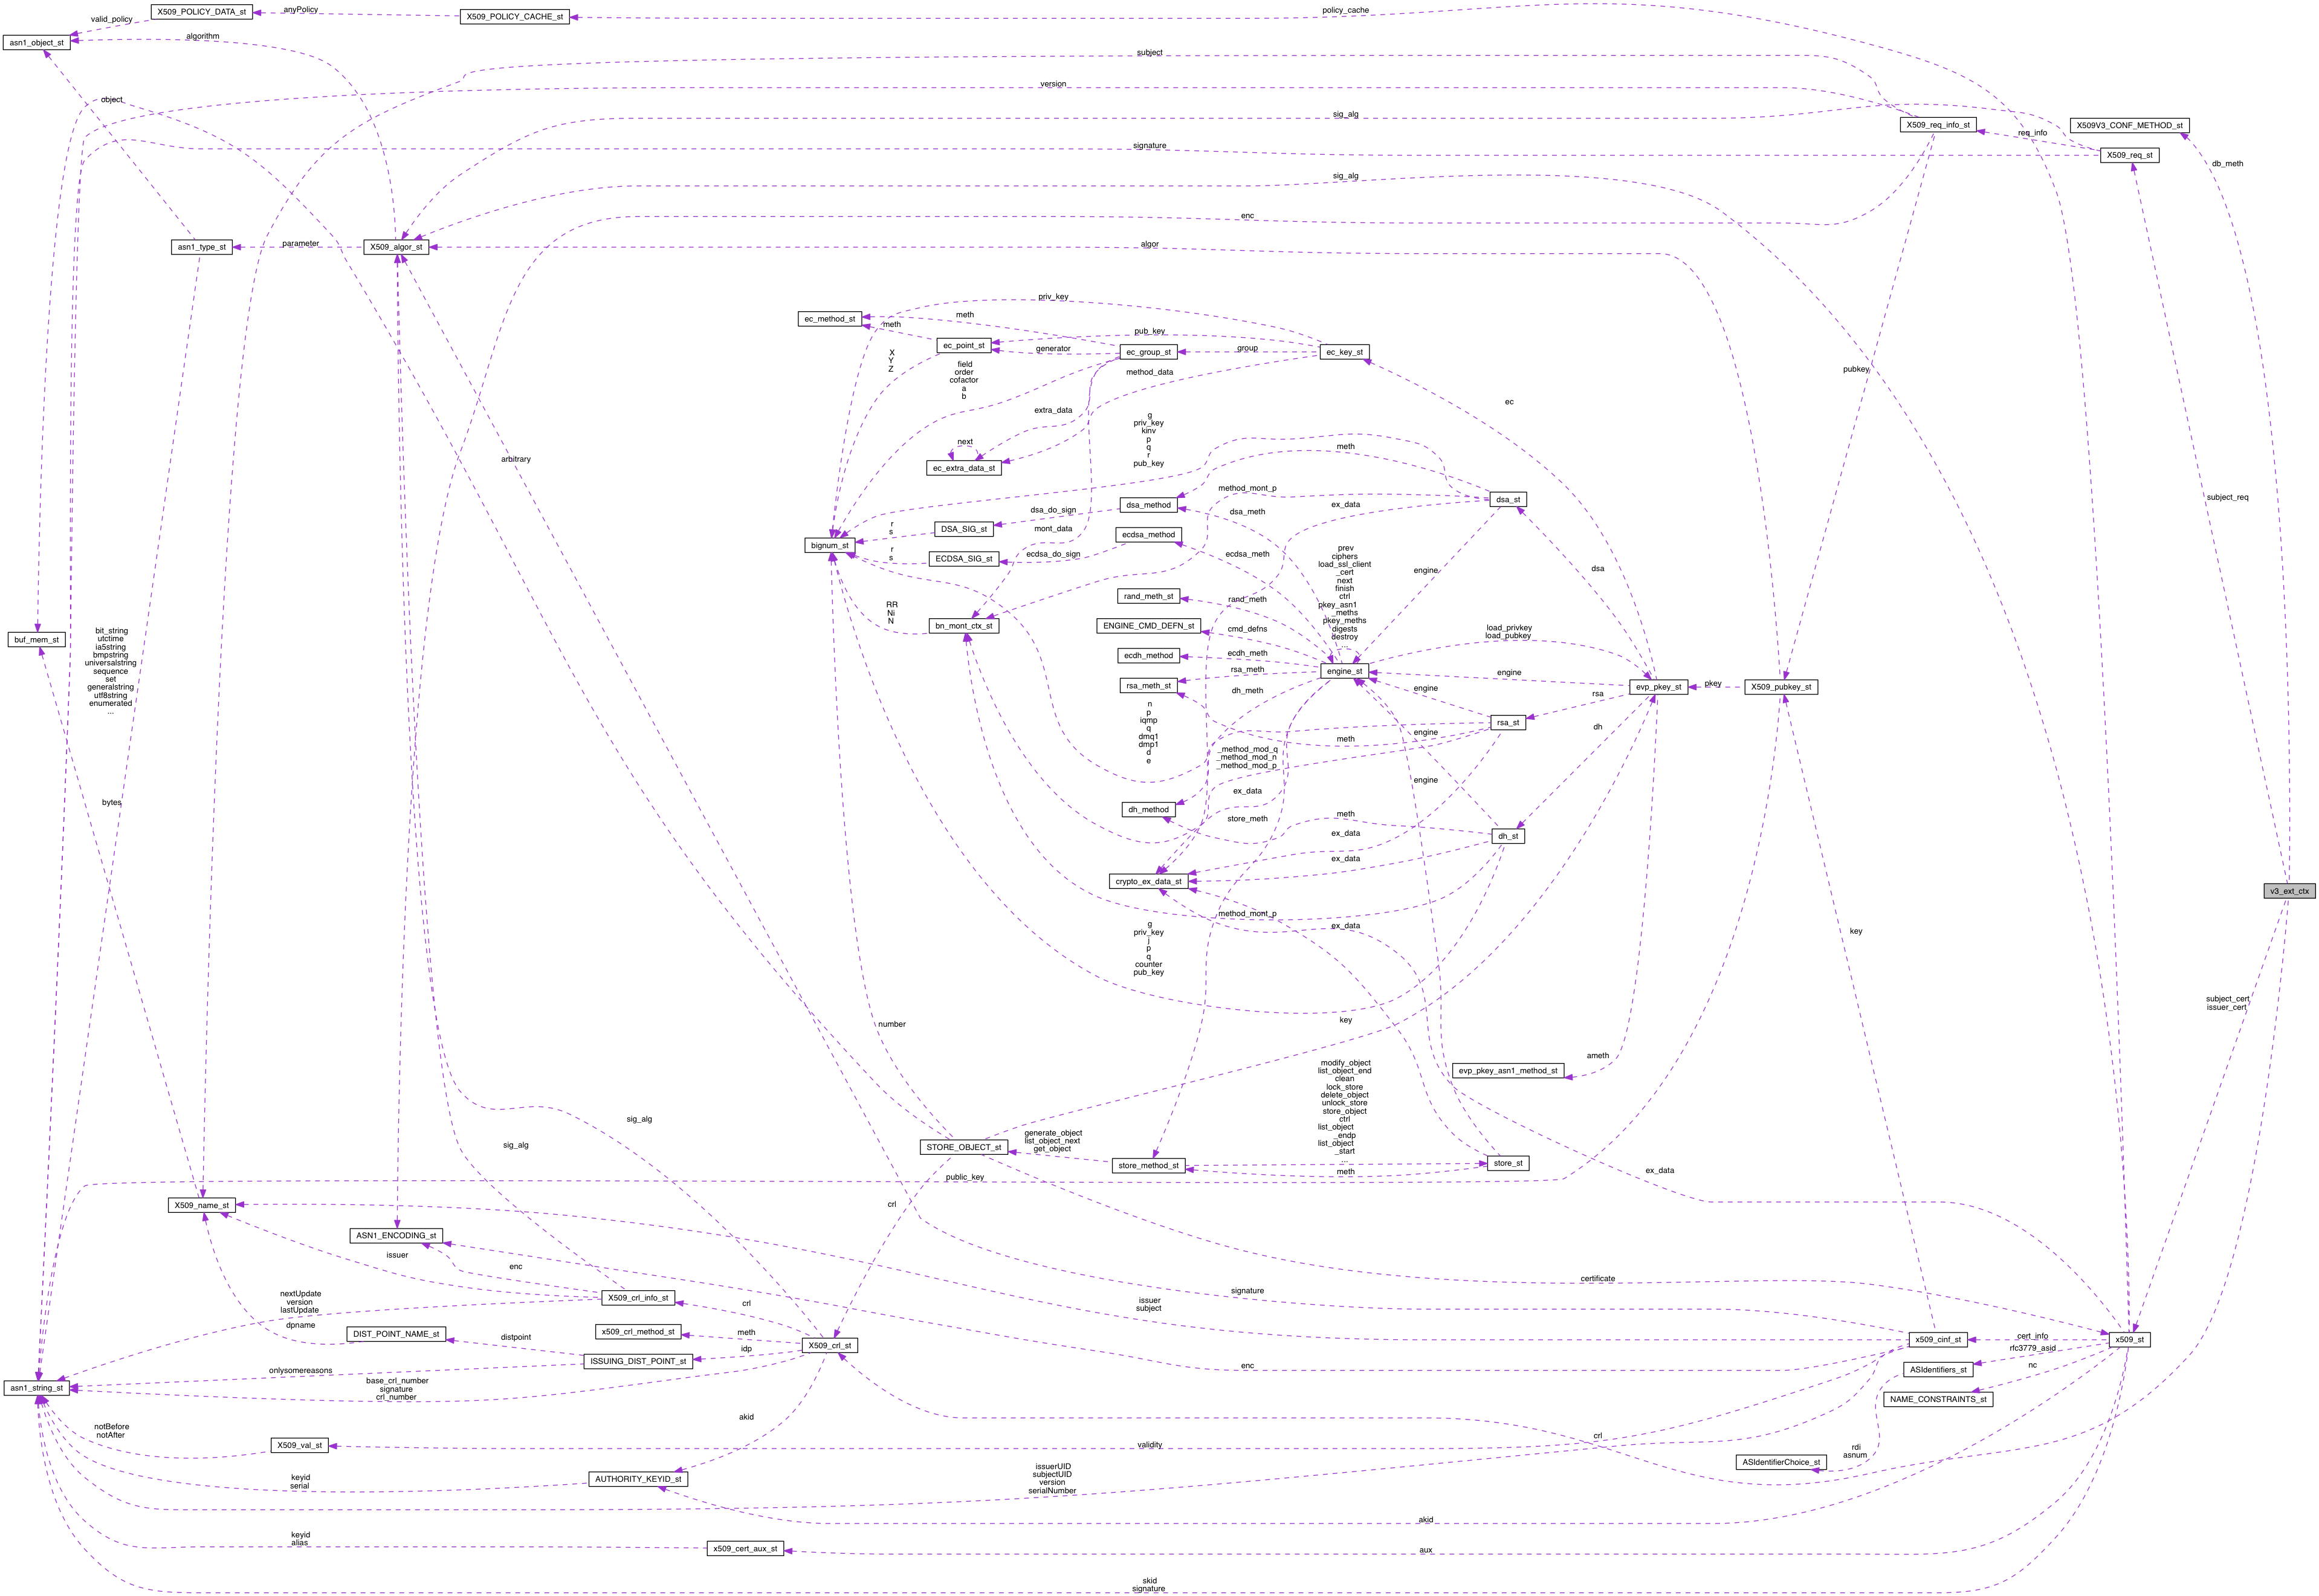 policy_cache
X509_POLICY_DATA_st
anyPolicy
X509_POLICY_CACHE_st
valid_policy
asn1_object_st
algorithm
subject
version
object
sig_alg
X509_req_info_st
X509V3_CONF_METHOD_st
req_info
signature
X509_req_st
db_meth
sig_alg
enc
asn1_type_st
parameter
X509_algor_st
algor
priv_key
ec_method_st
meth
meth
pub_key
ec_point_st
generator
ec_group_st
group
ec_key_st
X
Y
Z
field
order
cofactor
a
b
method_data
pubkey
ec
extra_data
g
priv_key
kinv
p
q
r
pub_key
next
meth
arbitrary
ec_extra_data_st
method_mont_p
dsa_st
subject_req
ex_data
dsa_method
dsa_do_sign
dsa_meth
r
s
DSA_SIG_st
mont_data
ecdsa_method
bignum_st
r
s
ECDSA_SIG_st
ecdsa_do_sign
ecdsa_meth
prev
ciphers
load_ssl_client
_cert
next
finish
ctrl
pkey_asn1
_meths
pkey_meths
digests
destroy
...
engine
dsa
rand_meth_st
rand_meth
RR
Ni
N
bn_mont_ctx_st
ENGINE_CMD_DEFN_st
cmd_defns
load_privkey
load_pubkey
buf_mem_st
bit_string
utctime
ia5string
bmpstring
universalstring
sequence
set
generalstring
utf8string
enumerated
...
ecdh_method
ecdh_meth
rsa_meth
engine_st
engine
rsa_meth_st
dh_meth
engine
evp_pkey_st
pkey
X509_pubkey_st
rsa
n
p
iqmp
q
dmq1
dmp1
d
e
rsa_st
dh
meth
engine
_method_mod_q
_method_mod_n
_method_mod_p
engine
ex_data
bytes
dh_method
store_meth
meth
ex_data
dh_st
ex_data
crypto_ex_data_st
v3_ext_ctx
method_mont_p
g
priv_key
j
p
q
counter
pub_key
ex_data
key
subject_cert
issuer_cert
number
key
ameth
evp_pkey_asn1_method_st
modify_object
list_object_end
clean
lock_store
delete_object
unlock_store
store_object
ctrl
list_object
_endp
list_object
_start
...
sig_alg
sig_alg
STORE_OBJECT_st
generate_object
list_object_next
get_object
store_method_st
meth
store_st
ex_data
public_key
X509_name_st
crl
ASN1_ENCODING_st
issuer
enc
certificate
signature
nextUpdate
version
lastUpdate
X509_crl_info_st
crl
issuer
subject
dpname
DIST_POINT_NAME_st
distpoint
x509_crl_method_st
meth
X509_crl_st
idp
x509_cinf_st
cert_info
x509_st
rfc3779_asid
ISSUING_DIST_POINT_st
onlysomereasons
enc
ASIdentifiers_st
nc
asn1_string_st
base_crl_number
signature
crl_number
NAME_CONSTRAINTS_st
akid
notBefore
notAfter
X509_val_st
validity
crl
rdi
asnum
ASIdentifierChoice_st
keyid
serial
AUTHORITY_KEYID_st
issuerUID
subjectUID
version
serialNumber
akid
keyid
alias
x509_cert_aux_st
aux
skid
signature